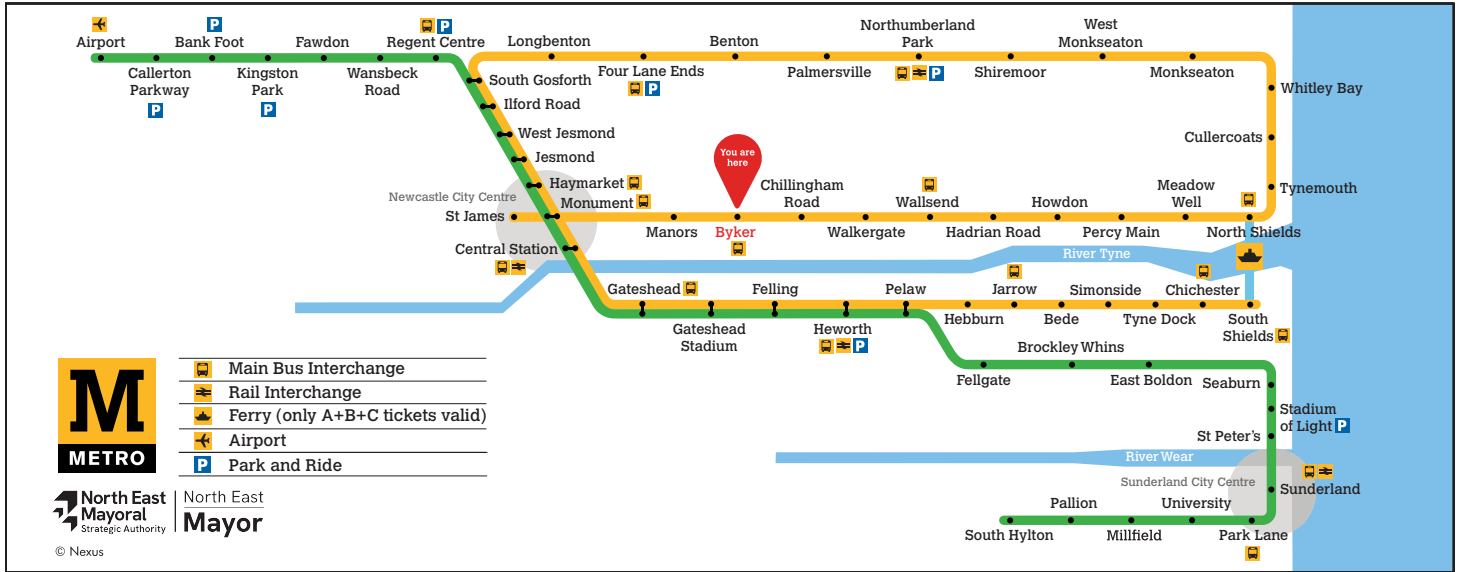 Airport
Callerton
Parkway
P
Bank Foot
P
Kingston
Park
P
Fawdon
Wansbeck
Road
Regent Centre
P
Longbenton
Four Lane Ends
P
Benton
Palmersville
Northumberland
Park
P
Shiremoor
West
Monkseaton
Monkseaton
Whitley Bay
Cullercoats
Tynemouth
South Gosforth
Ilford Road
West Jesmond
Jesmond
Haymarket
Newcastle City Centre
Monument
St James
Central Station
Manors
You are
here
Byker
Chillingham
Road
Walkergate
Wallsend
Hadrian Road
Howdon
Percy Main
Meadow
Well
North Shields
River Tyne
Gateshead
Gateshead
Stadium
Felling
Heworth
P
Pelaw
Hebburn
Jarrow
Bede
Simonside
Tyne Dock
Chichester
South
Shields
Brockley Whins
Fellgate
East Boldon
Seaburn
Stadium
of Light P
St Peter's
River Wear
Sunderland City Centre
Sunderland
Park Lane
University
Millfield
Pallion
South Hylton
M
METRO
Main Bus Interchange
Rail Interchange
Ferry (only A+B+C tickets valid)
Airport
P Park and Ride
North East
Mayoral
Strategic Authority
North East
Mayor
© Nexus